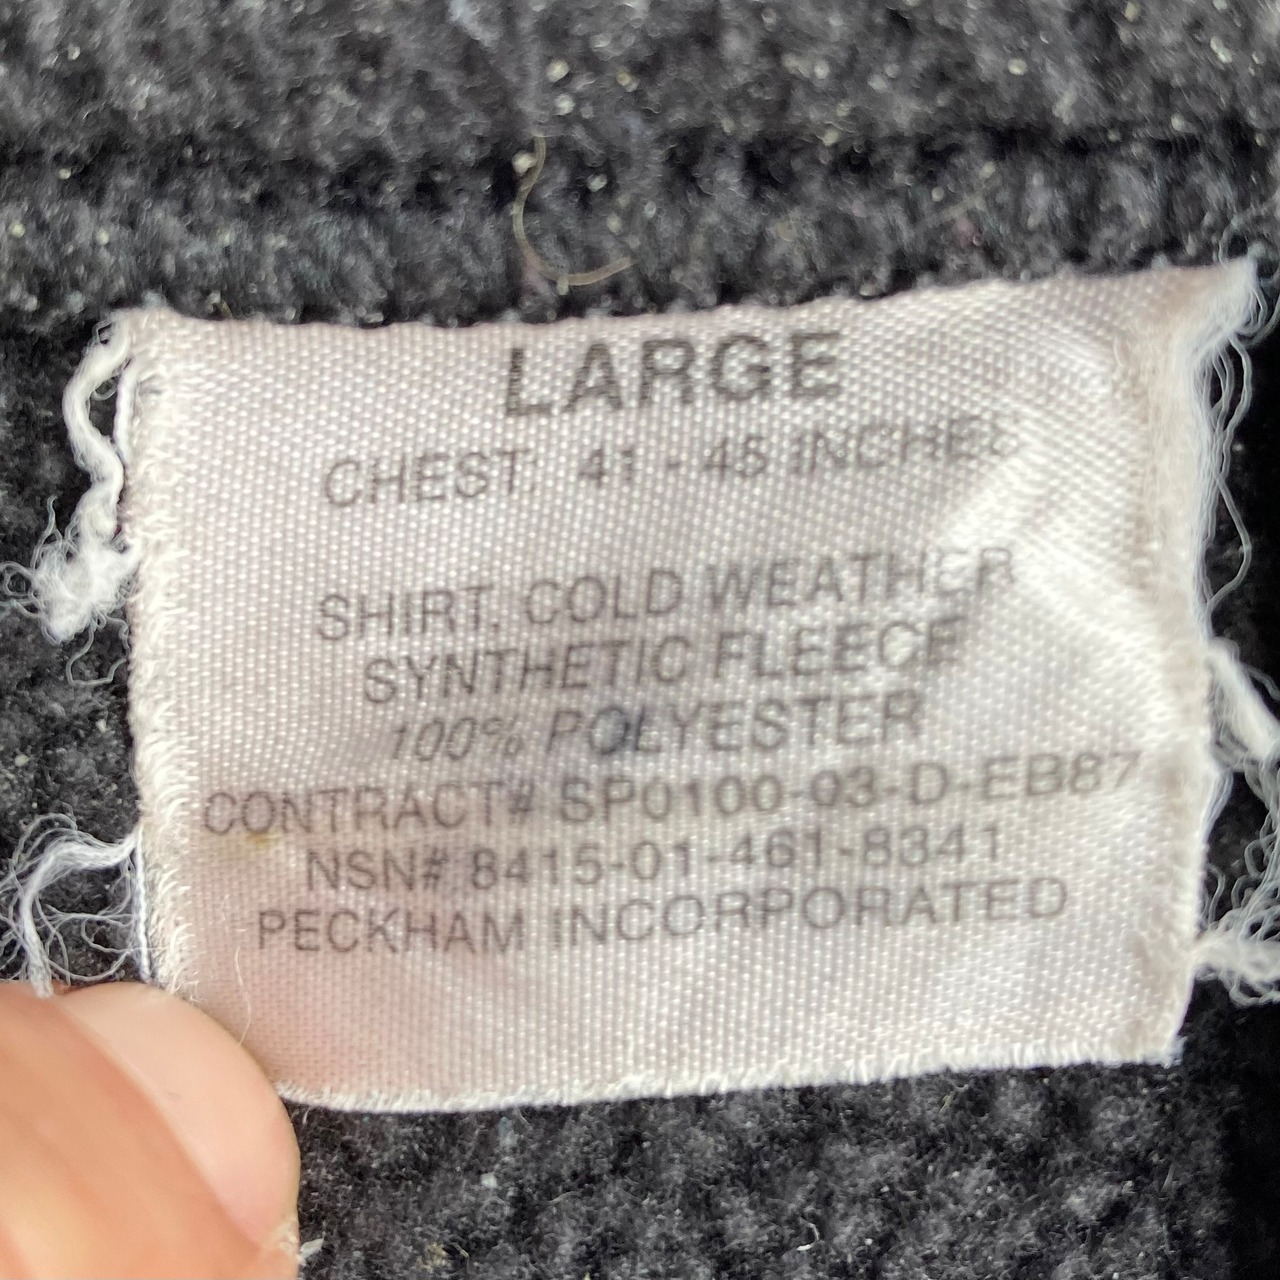 LARGE
CHEST: 41 - 45 INCHES
SHIRT, COLD WEATHER
SYNTHETIC FLEECE
100% POLYESTER
CONTRACT# SP0100-03-D-EB87
NSN# 8415-01-461-8341
PECKHAM INCORPORATED